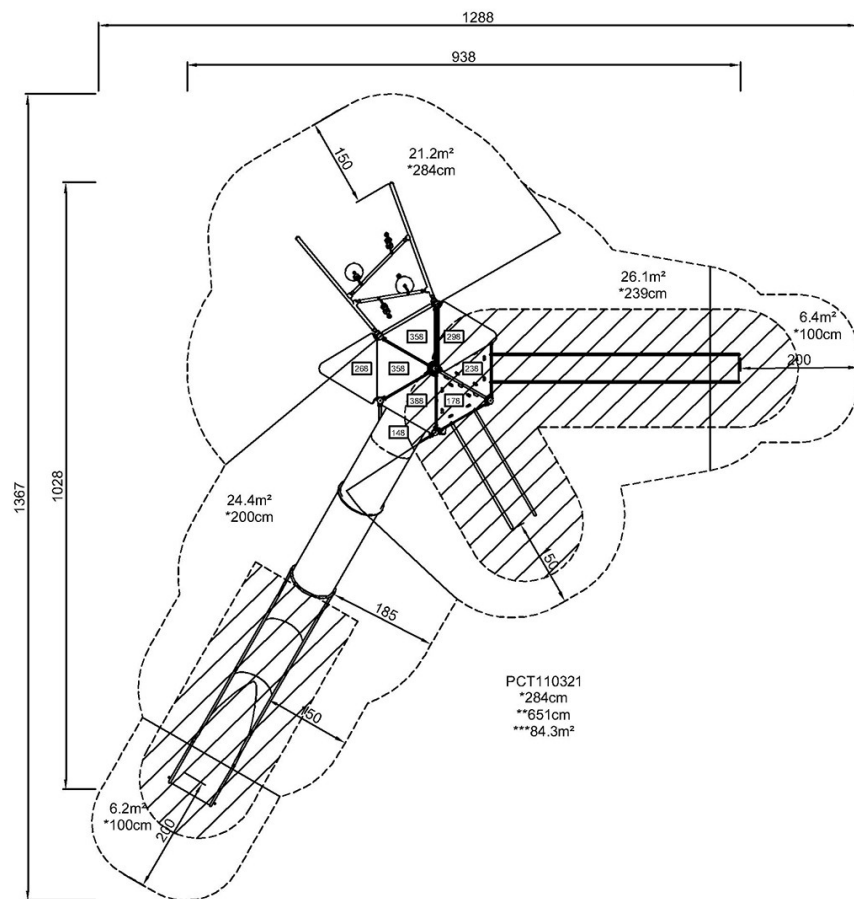 1288
938
21.2m²
*284cm
150
26.1m²
*239cm
6.4m²
*100cm
200
358
298
268
358
238
388
178
148
1367
1028
24.4m²
*200cm
150
185
PCT110321
*284cm
**651cm
***84.3m²
150
6.2m²
*100cm
200